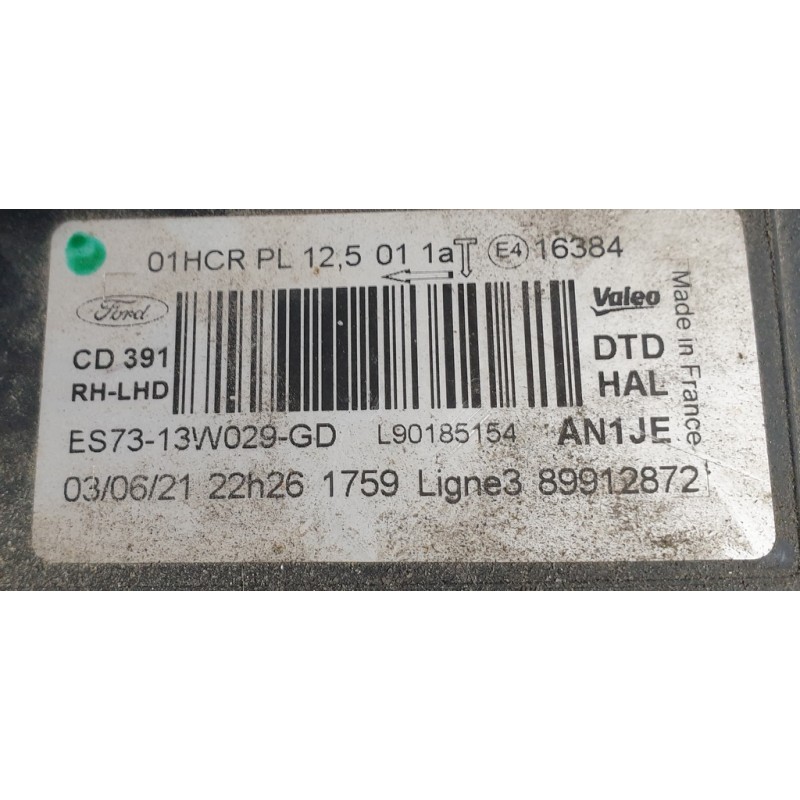 01HCR PL 12,5 01 1a E4 16384
Ford
Valeo
Made in France
CD 391
DTD
RH-LHD
HAL
ES73-13W029-GD L90185154 AN1JE
03/06/21 22h26 1759 Ligne3 89912872